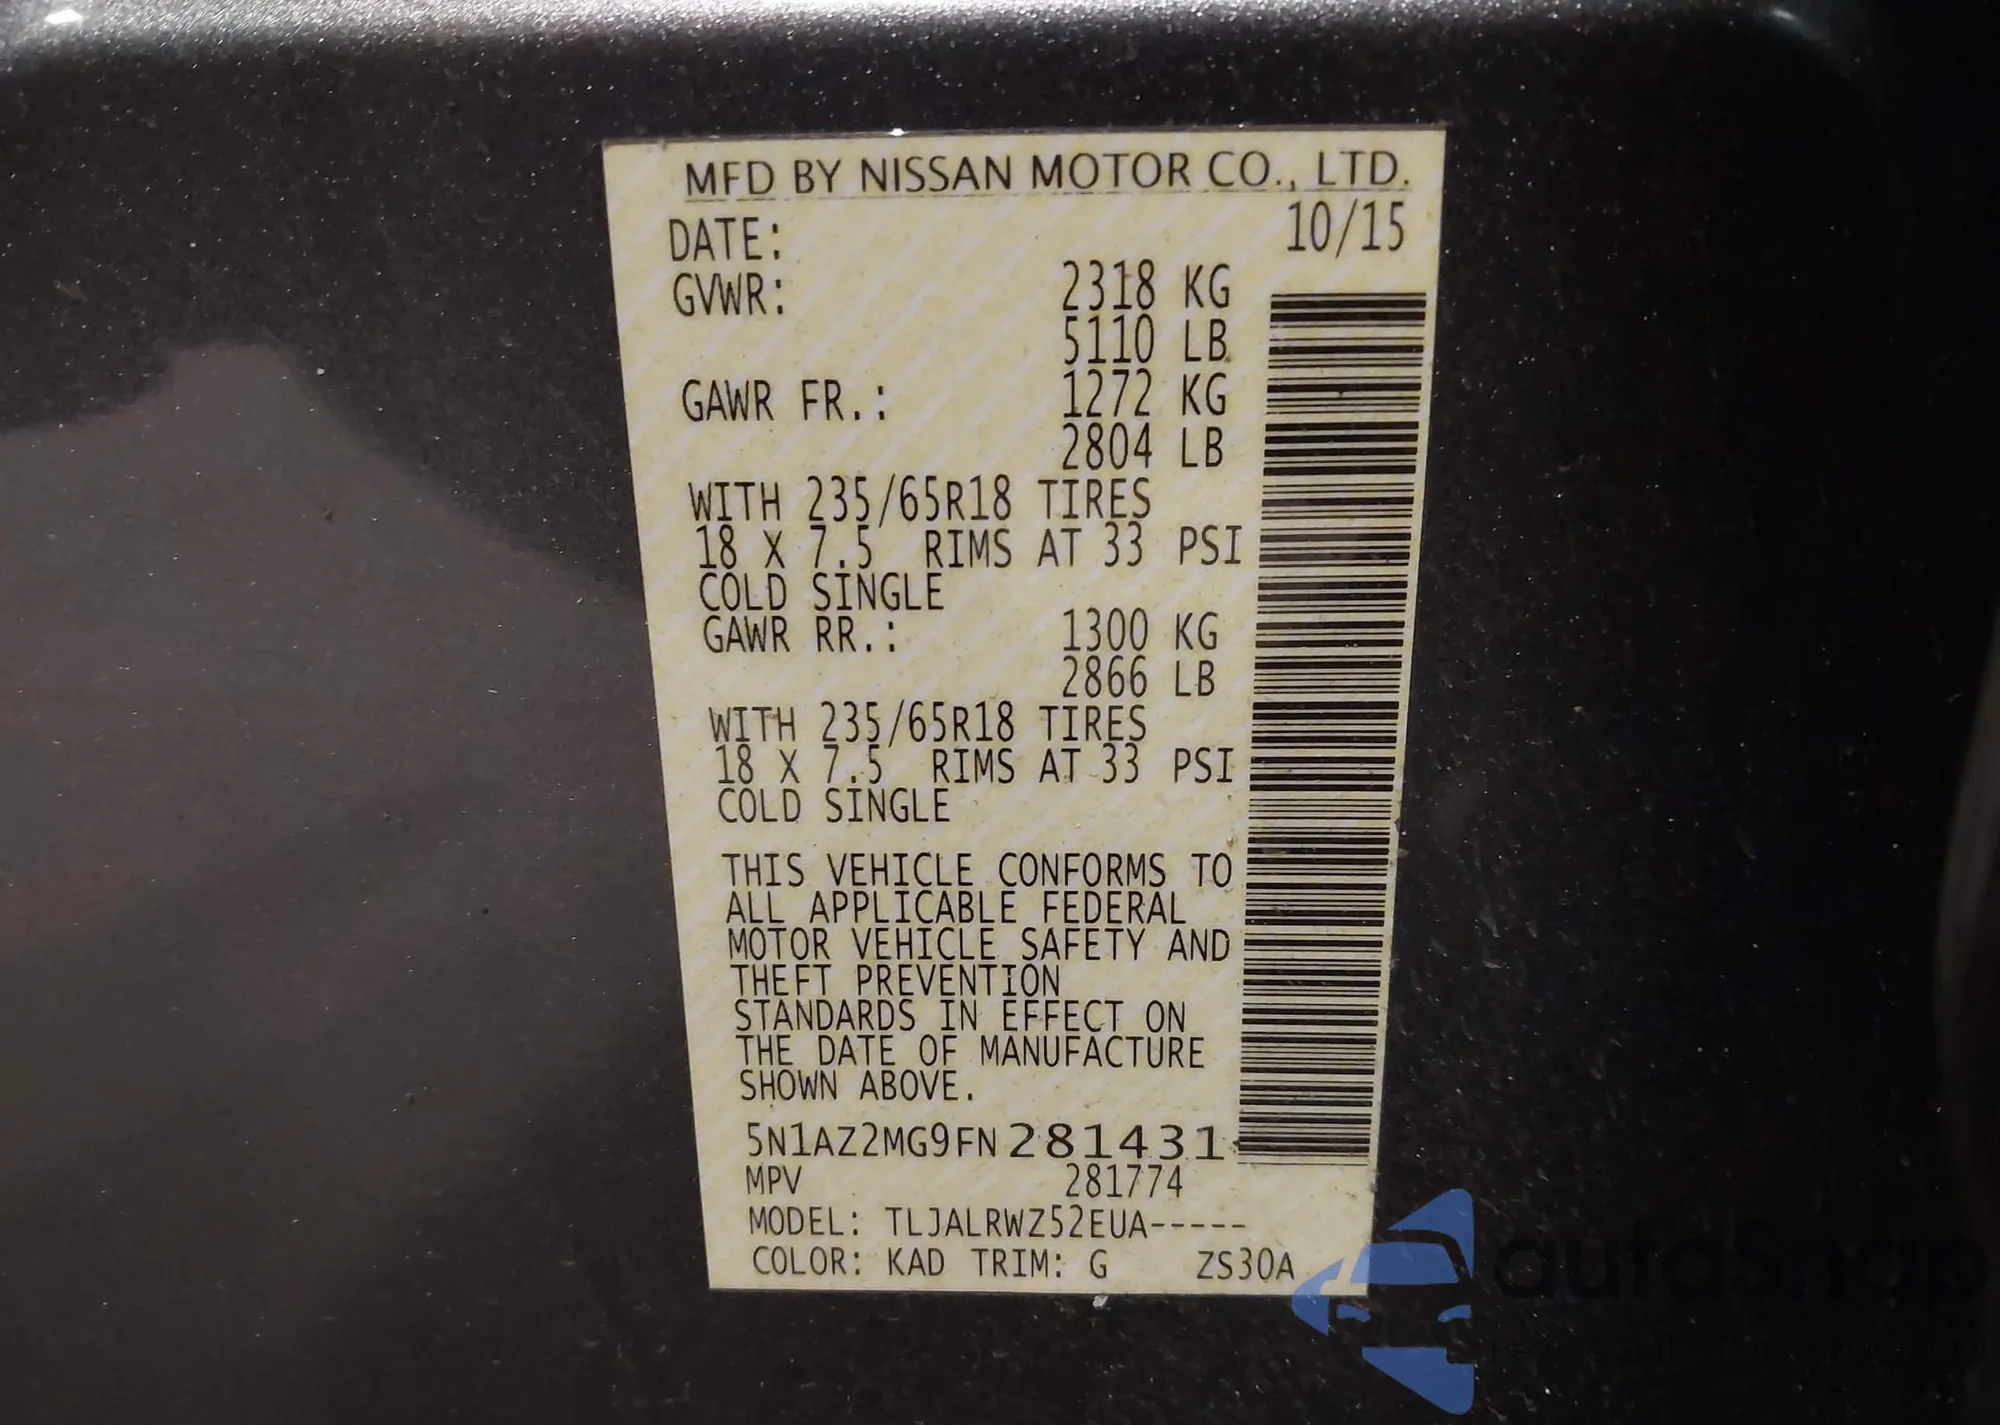 MFD BY NISSAN MOTOR CO., LTD.
DATE: 10/15
GVWR: 2318 KG
5110 LB
GAWR FR.: 1272 KG
2804 LB
WITH 235/65R18 TIRES
18 X 7.5 RIMS AT 33 PSI
COLD SINGLE
GAWR RR.: 1300 KG
2866 LB
WITH 235/65R18 TIRES
18 X 7.5 RIMS AT 33 PSI
COLD SINGLE
THIS VEHICLE CONFORMS TO
ALL APPLICABLE FEDERAL
MOTOR VEHICLE SAFETY AND
THEFT PREVENTION
STANDARDS IN EFFECT ON
THE DATE OF MANUFACTURE
SHOWN ABOVE.
5N1AZ2MG9FN281431
MPV 281774
MODEL: TLJALRWZ52EUA-----
COLOR: KAD TRIM: G ZS30A
autosnap